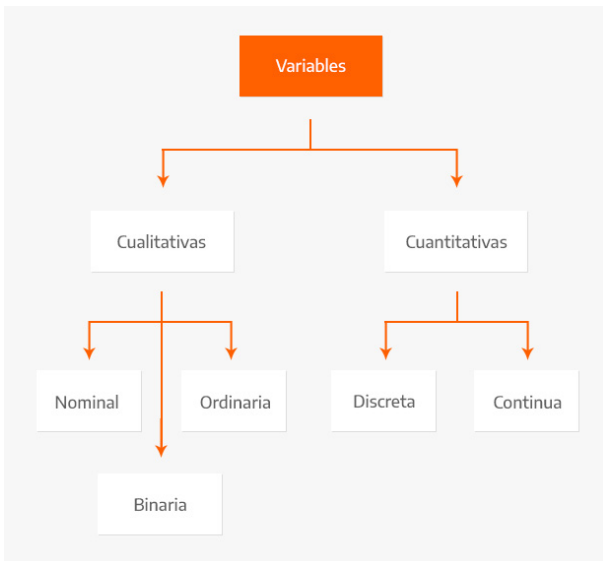 Variables
Cualitativas
Cuantitativas
Nominal
Ordinaria
Discreta
Continua
Binaria